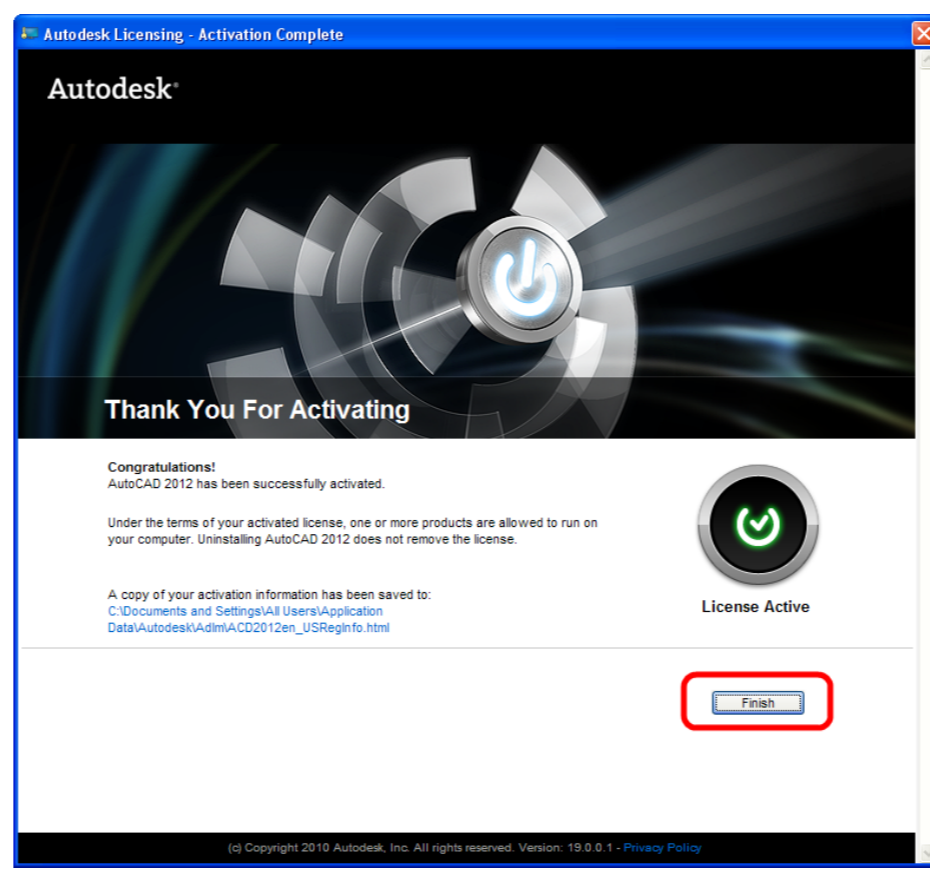 Autodesk Licensing - Activation Complete
Autodesk®
Thank You For Activating
Congratulations!
AutoCAD 2012 has been successfully activated.
Under the terms of your activated license, one or more products are allowed to run on
your computer. Uninstalling AutoCAD 2012 does not remove the license.
A copy of your activation information has been saved to:
C:\Documents and Settings\All Users\Application
Data\Autodesk\Adlm\ACD2012en_USRegInfo.html
License Active
Finish
(c) Copyright 2010 Autodesk, Inc. All rights reserved. Version: 19.0.0.1 - Privacy Policy